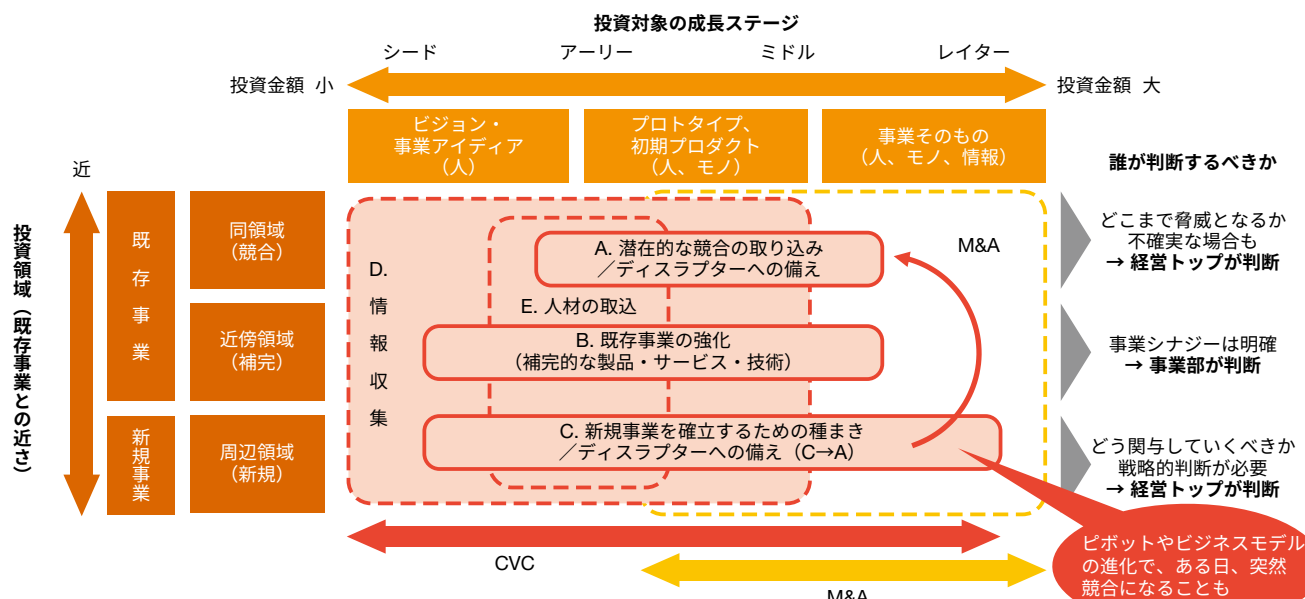 投資対象の成長ステージ
シード
アーリー
ミドル
レイター
投資金額 小
投資金額 大
ビジョン・
事業アイディア
（人）
プロトタイプ、
初期プロダクト
（人、モノ）
事業そのもの
（人、モノ、情報）
誰が判断するべきか
近
投資領域（既存事業との近さ）
既存事業
新規事業
同領域
（競合）
近傍領域
（補完）
周辺領域
（新規）
D.情報収集
A. 潜在的な競合の取り込み
／ディスラプターへの備え
M&A
E. 人材の取込
B. 既存事業の強化
（補完的な製品・サービス・技術）
C. 新規事業を確立するための種まき
／ディスラプターへの備え（C→A）
どこまで脅威となるか
不確実な場合も
→ 経営トップが判断
事業シナジーは明確
→ 事業部が判断
どう関与していくべきか
戦略的判断が必要
→ 経営トップが判断
CVC
M&A
ピボットやビジネスモデル
の進化で、ある日、突然
競合になることも